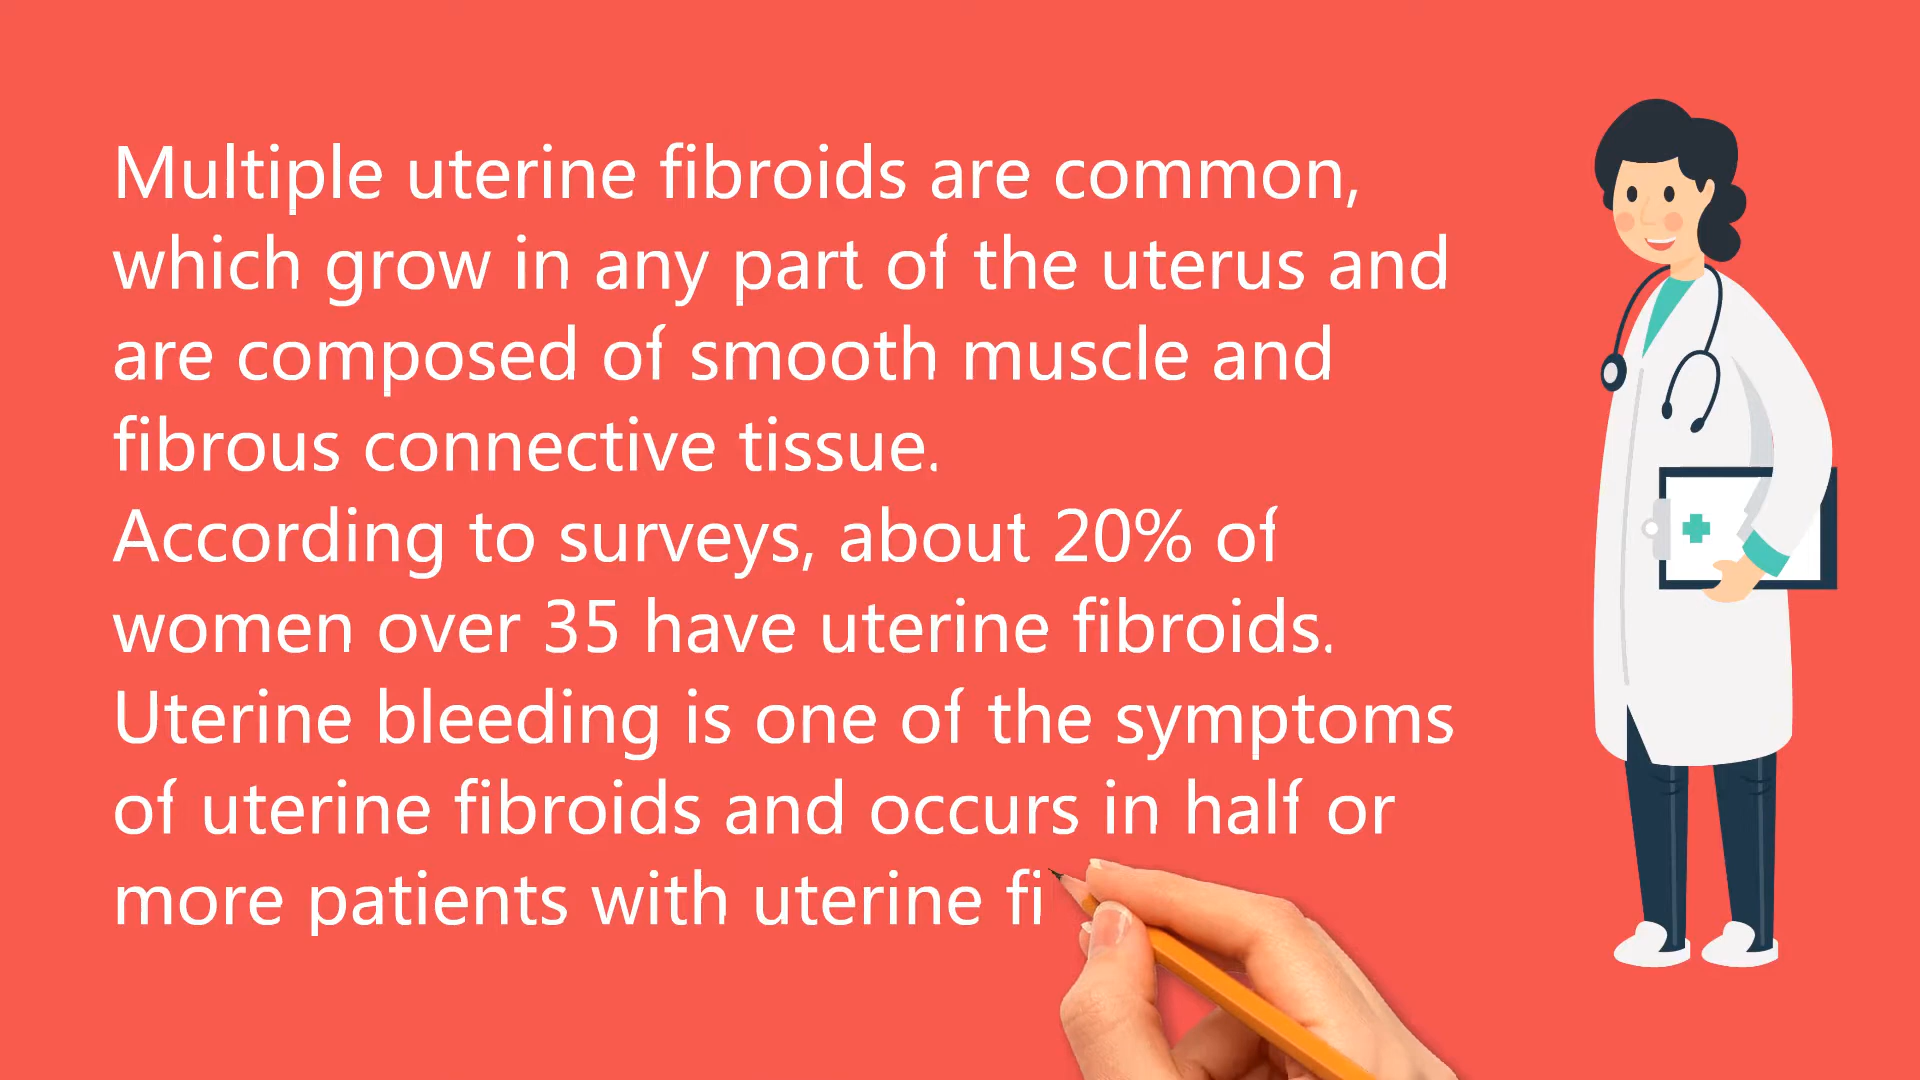 Multiple uterine fibroids are common,
which grow in any part of the uterus and
are composed of smooth muscle and
fibrous connective tissue.
According to surveys, about 20% of
women over 35 have uterine fibroids.
Uterine bleeding is one of the symptoms
of uterine fibroids and occurs in half or
more patients with uterine fi